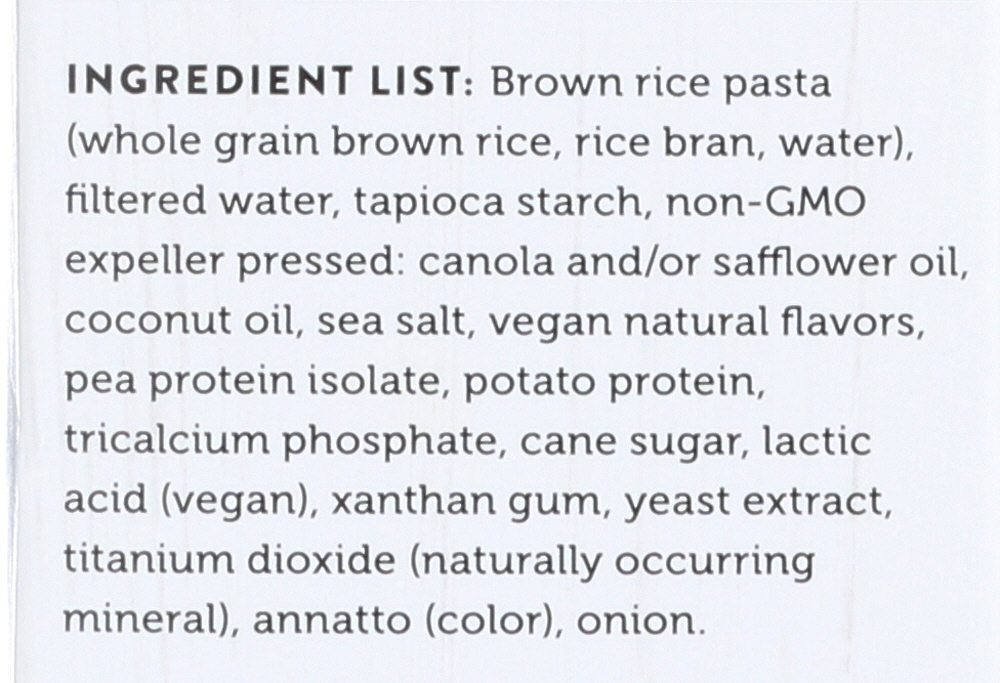 INGREDIENT LIST: Brown rice pasta
(whole grain brown rice, rice bran, water),
filtered water, tapioca starch, non-GMO
expeller pressed: canola and/or safflower oil,
coconut oil, sea salt, vegan natural flavors,
pea protein isolate, potato protein,
tricalcium phosphate, cane sugar, lactic
acid (vegan), xanthan gum, yeast extract,
titanium dioxide (naturally occurring
mineral), annatto (color), onion.